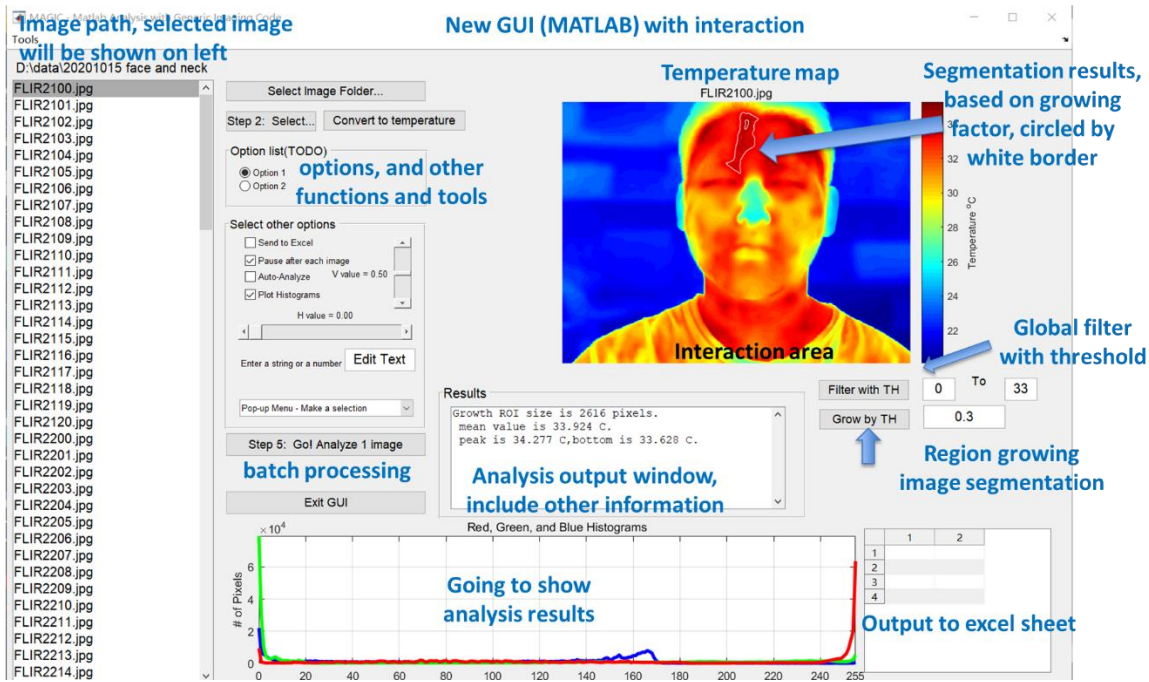 MAGIC - Matlab Analysis with Generic Imaging Code
Image path, selected image
will be shown on left
New GUI (MATLAB) with interaction
Tools
D:\data\20201015 face and neck
FLIR2100.jpg
FLIR2101.jpg
FLIR2102.jpg
FLIR2103.jpg
FLIR2104.jpg
FLIR2105.jpg
FLIR2106.jpg
FLIR2107.jpg
FLIR2108.jpg
FLIR2109.jpg
FLIR2110.jpg
FLIR2111.jpg
FLIR2112.jpg
FLIR2113.jpg
FLIR2114.jpg
FLIR2115.jpg
FLIR2116.jpg
FLIR2117.jpg
FLIR2118.jpg
FLIR2119.jpg
FLIR2120.jpg
FLIR2200.jpg
FLIR2201.jpg
FLIR2202.jpg
FLIR2203.jpg
FLIR2204.jpg
FLIR2205.jpg
FLIR2206.jpg
FLIR2207.jpg
FLIR2208.jpg
FLIR2209.jpg
FLIR2210.jpg
FLIR2211.jpg
FLIR2212.jpg
FLIR2213.jpg
FLIR2214.jpg
Select Image Folder...
Step 2: Select...
Convert to temperature
Option list(TODO)
Option 1
Option 2
options, and other
functions and tools
Select other options
Send to Excel
Pause after each image
Auto-Analyze
V value = 0.50
Plot Histograms
H value = 0.00
Enter a string or a number
Edit Text
Pop-up Menu - Make a selection
Step 5: Go! Analyze 1 image
batch processing
Exit GUI
Temperature map
FLIR2100.jpg
Interaction area
32
30
28
26
24
22
Temperature °C
Segmentation results,
based on growing
factor, circled by
white border
Global filter
with threshold
Filter with TH
0
To
33
Grow by TH
0.3
Region growing
image segmentation
Results
Growth ROI size is 2616 pixels.
mean value is 33.924 C.
peak is 34.277 C,bottom is 33.628 C.
Analysis output window,
include other information
Red, Green, and Blue Histograms
×10⁴
# of Pixels
6
4
2
0
0 20 40 60 80 100 120 140 160 180 200 220 240 255
Going to show
analysis results
1 2
1
2
3
4
Output to excel sheet